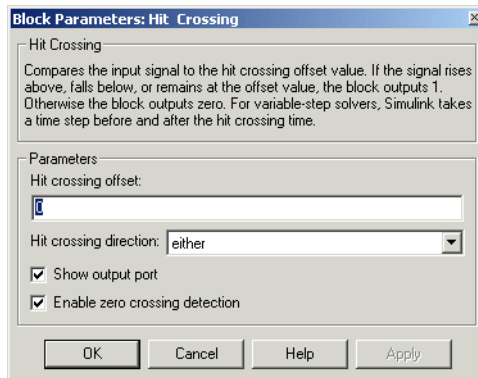 Block Parameters: Hit Crossing
Hit Crossing
Compares the input signal to the hit crossing offset value. If the signal rises
above, falls below, or remains at the offset value, the block outputs 1.
Otherwise the block outputs zero. For variable-step solvers, Simulink takes
a time step before and after the hit crossing time.
Parameters
Hit crossing offset:
0
Hit crossing direction: either
Show output port
Enable zero crossing detection
OK Cancel Help Apply